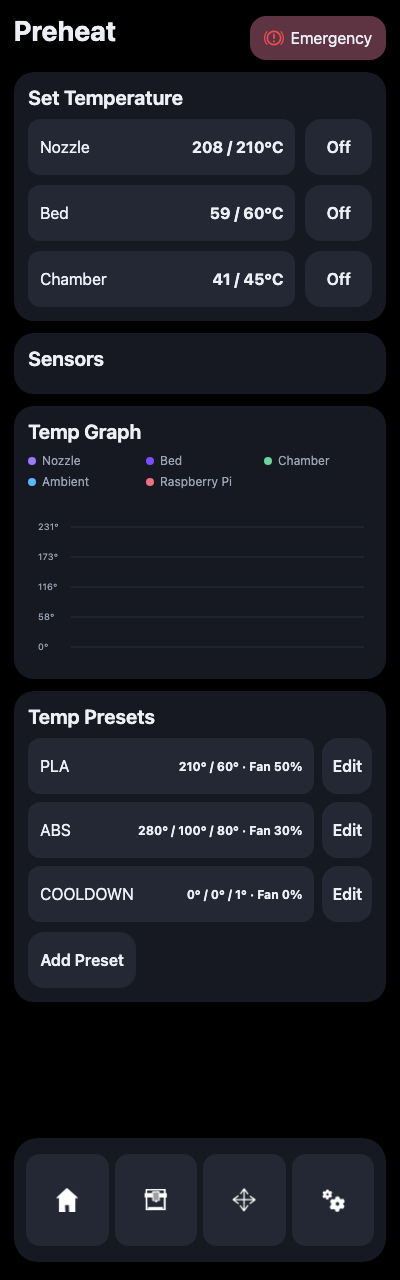 Preheat
Emergency
Set Temperature
Nozzle 208 / 210°C Off
Bed 59 / 60°C Off
Chamber 41 / 45°C Off
Sensors
Temp Graph
Nozzle Bed Chamber
Ambient Raspberry Pi
231°
173°
116°
58°
0°
Temp Presets
PLA 210° / 60° · Fan 50% Edit
ABS 280° / 100° / 80° · Fan 30% Edit
COOLDOWN 0° / 0° / 1° · Fan 0% Edit
Add Preset